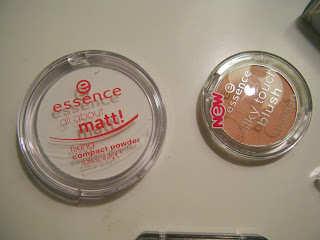 essence
all about
matt!
fixing
compact powder
NEW
essence
silky touch
blush